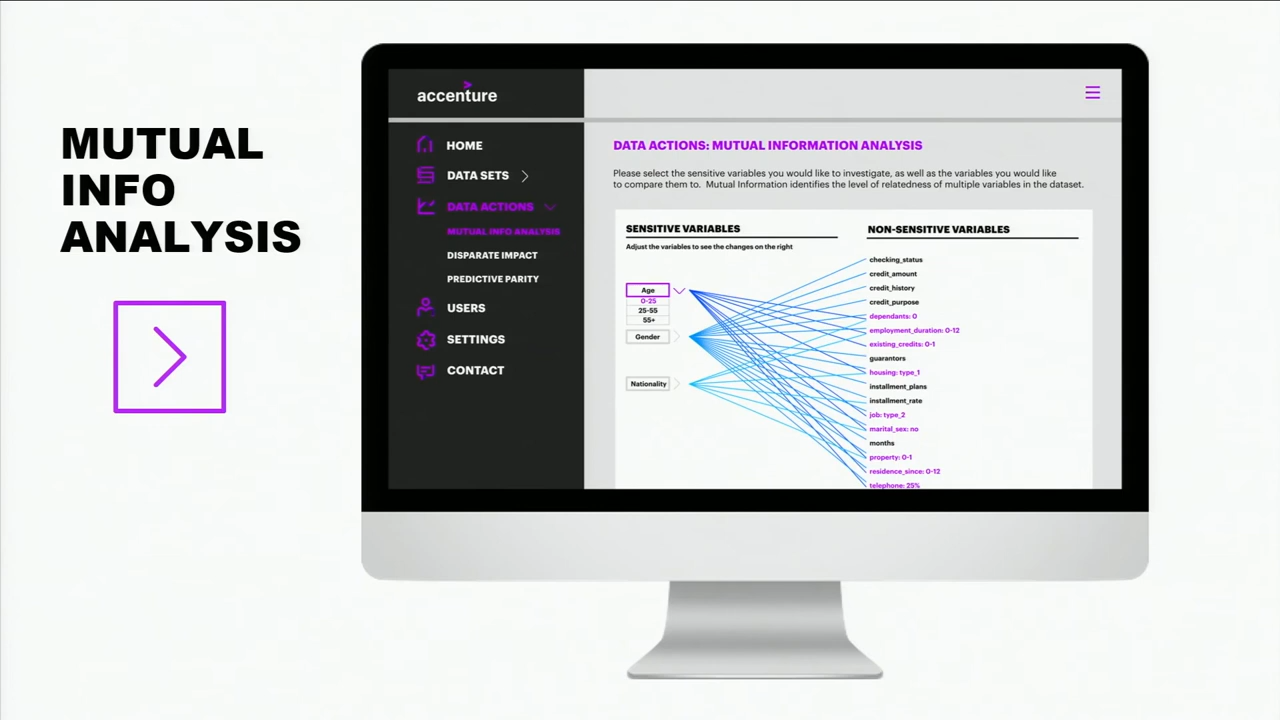 MUTUAL
INFO
ANALYSIS
accenture
HOME
DATA SETS
DATA ACTIONS
MUTUAL INFO ANALYSIS
DISPARATE IMPACT
PREDICTIVE PARITY
USERS
SETTINGS
CONTACT
DATA ACTIONS: MUTUAL INFORMATION ANALYSIS
Please select the sensitive variables you would like to investigate, as well as the variables you would like
to compare them to. Mutual Information identifies the level of relatedness of multiple variables in the dataset.
SENSITIVE VARIABLES
Adjust the variables to see the changes on the right
Age
0-25
25-55
55+
Gender
Nationality
NON-SENSITIVE VARIABLES
checking_status
credit_amount
credit_history
credit_purpose
dependants: 0
employment_duration: 0-12
existing_credits: 0-1
guarantors
housing: type_1
installment_plans
installment_rate
job: type_2
marital_sex: no
months
property: 0-1
residence_since: 0-12
telephone: 25%